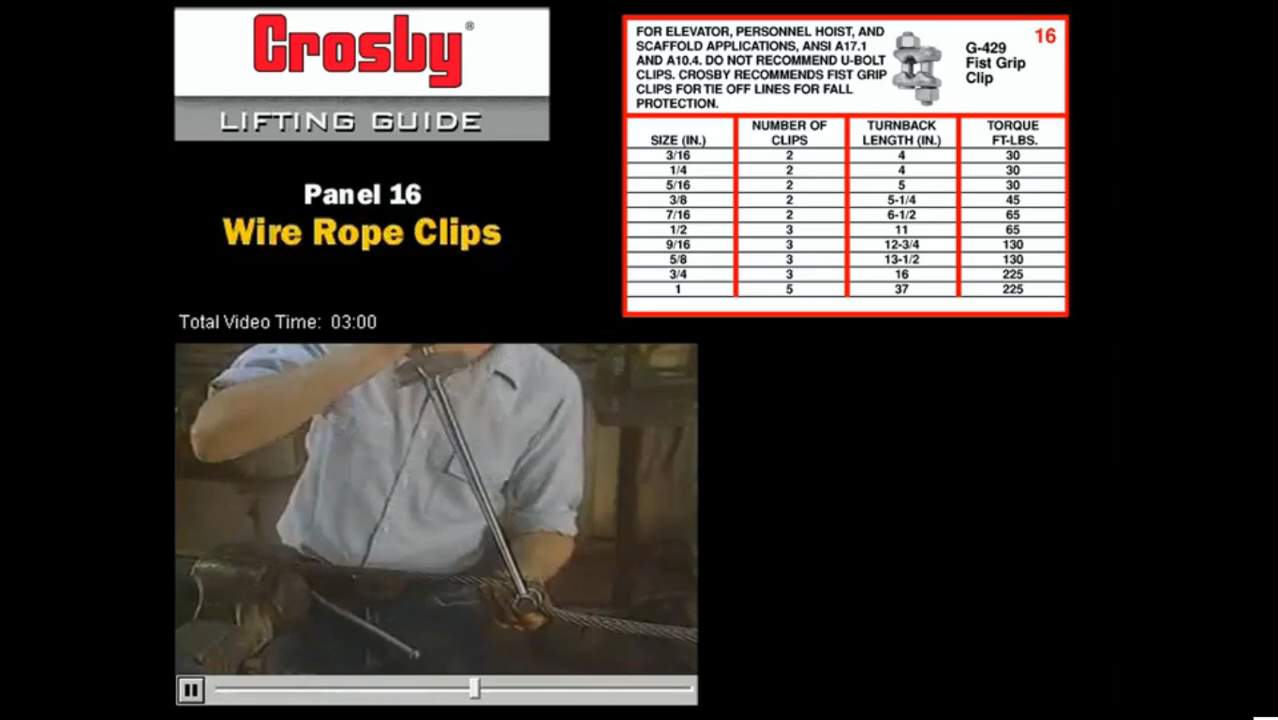 Crosby®
LIFTING GUIDE
Panel 16
Wire Rope Clips
Total Video Time: 03:00
FOR ELEVATOR, PERSONNEL HOIST, AND
SCAFFOLD APPLICATIONS, ANSI A17.1
AND A10.4. DO NOT RECOMMEND U-BOLT
CLIPS. CROSBY RECOMMENDS FIST GRIP
CLIPS FOR TIE OFF LINES FOR FALL
PROTECTION.
16
G-429
Fist Grip
Clip
SIZE (IN.) NUMBER OF CLIPS TURNBACK LENGTH (IN.) TORQUE FT-LBS.
3/16 2 4 30
1/4 2 4 30
5/16 2 5 30
3/8 2 5-1/4 45
7/16 2 6-1/2 65
1/2 3 11 65
9/16 3 12-3/4 130
5/8 3 13-1/2 130
3/4 3 16 225
1 5 37 225